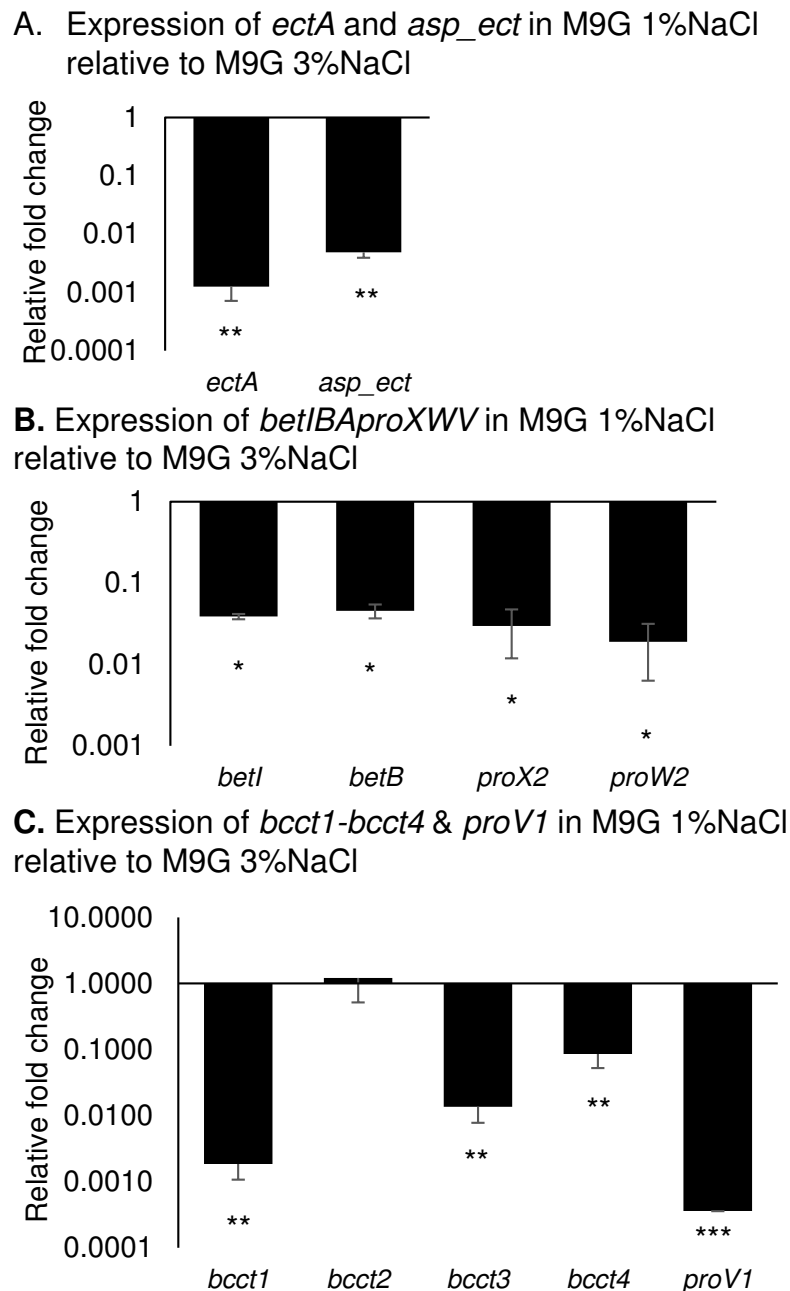 A. Expression of ectA and asp_ect in M9G 1%NaCl
relative to M9G 3%NaCl
Relative fold change
1
0.1
0.01
0.001
0.0001
**
**
ectA asp_ect
B. Expression of betIBAproXWV in M9G 1%NaCl
relative to M9G 3%NaCl
Relative fold change
1
0.1
0.01
0.001
*
*
*
*
betI betB proX2 proW2
C. Expression of bcct1-bcct4 & proV1 in M9G 1%NaCl
relative to M9G 3%NaCl
Relative fold change
10.0000
1.0000
0.1000
0.0100
0.0010
0.0001
**
**
**
***
bcct1 bcct2 bcct3 bcct4 proV1